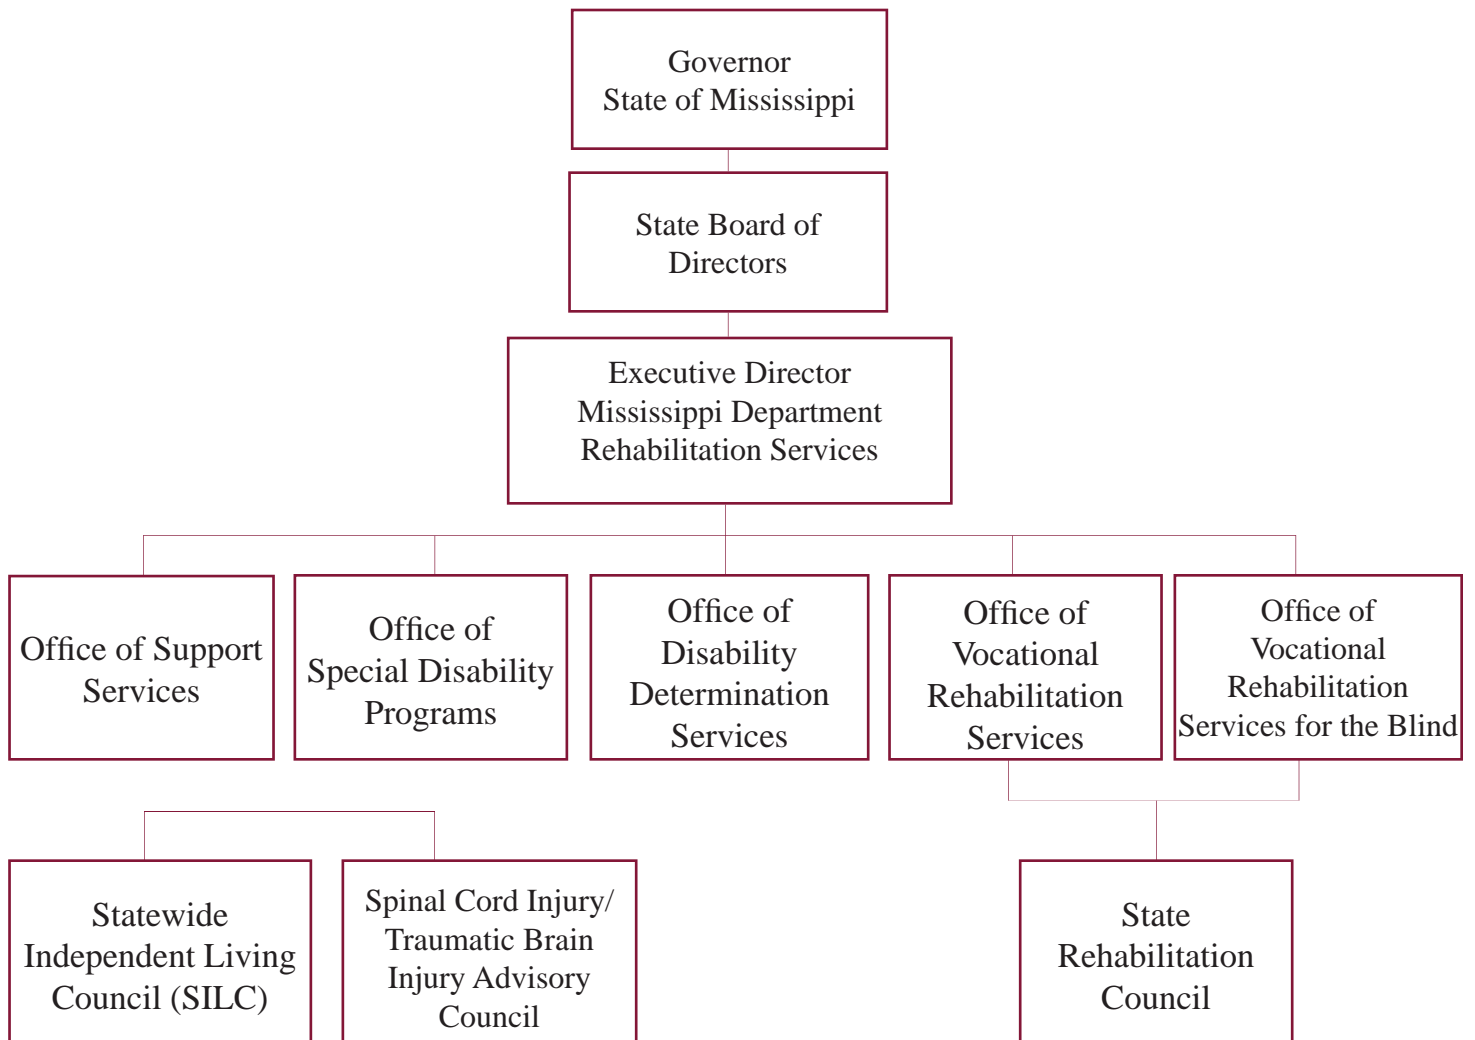 Governor
State of Mississippi
State Board of
Directors
Executive Director
Mississippi Department
Rehabilitation Services
Office of Support
Services
Office of
Special Disability
Programs
Office of
Disability
Determination
Services
Office of
Vocational
Rehabilitation
Services
Office of
Vocational
Rehabilitation
Services for the Blind
Statewide
Independent Living
Council (SILC)
Spinal Cord Injury/
Traumatic Brain
Injury Advisory
Council
State
Rehabilitation
Council